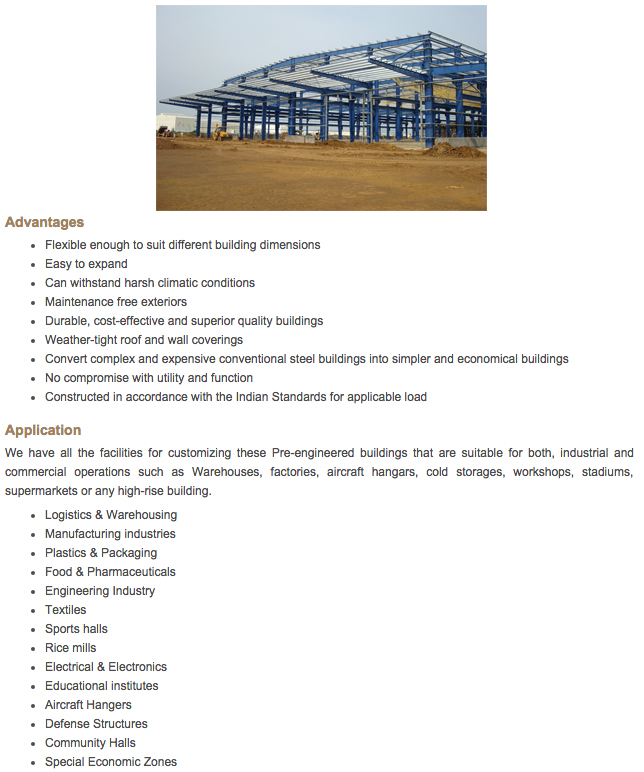 Advantages
Flexible enough to suit different building dimensions
Easy to expand
Can withstand harsh climatic conditions
Maintenance free exteriors
Durable, cost-effective and superior quality buildings
Weather-tight roof and wall coverings
Convert complex and expensive conventional steel buildings into simpler and economical buildings
No compromise with utility and function
Constructed in accordance with the Indian Standards for applicable load
Application
We have all the facilities for customizing these Pre-engineered buildings that are suitable for both, industrial and
commercial operations such as Warehouses, factories, aircraft hangars, cold storages, workshops, stadiums,
supermarkets or any high-rise building.
Logistics & Warehousing
Manufacturing industries
Plastics & Packaging
Food & Pharmaceuticals
Engineering Industry
Textiles
Sports halls
Rice mills
Electrical & Electronics
Educational institutes
Aircraft Hangers
Defense Structures
Community Halls
Special Economic Zones